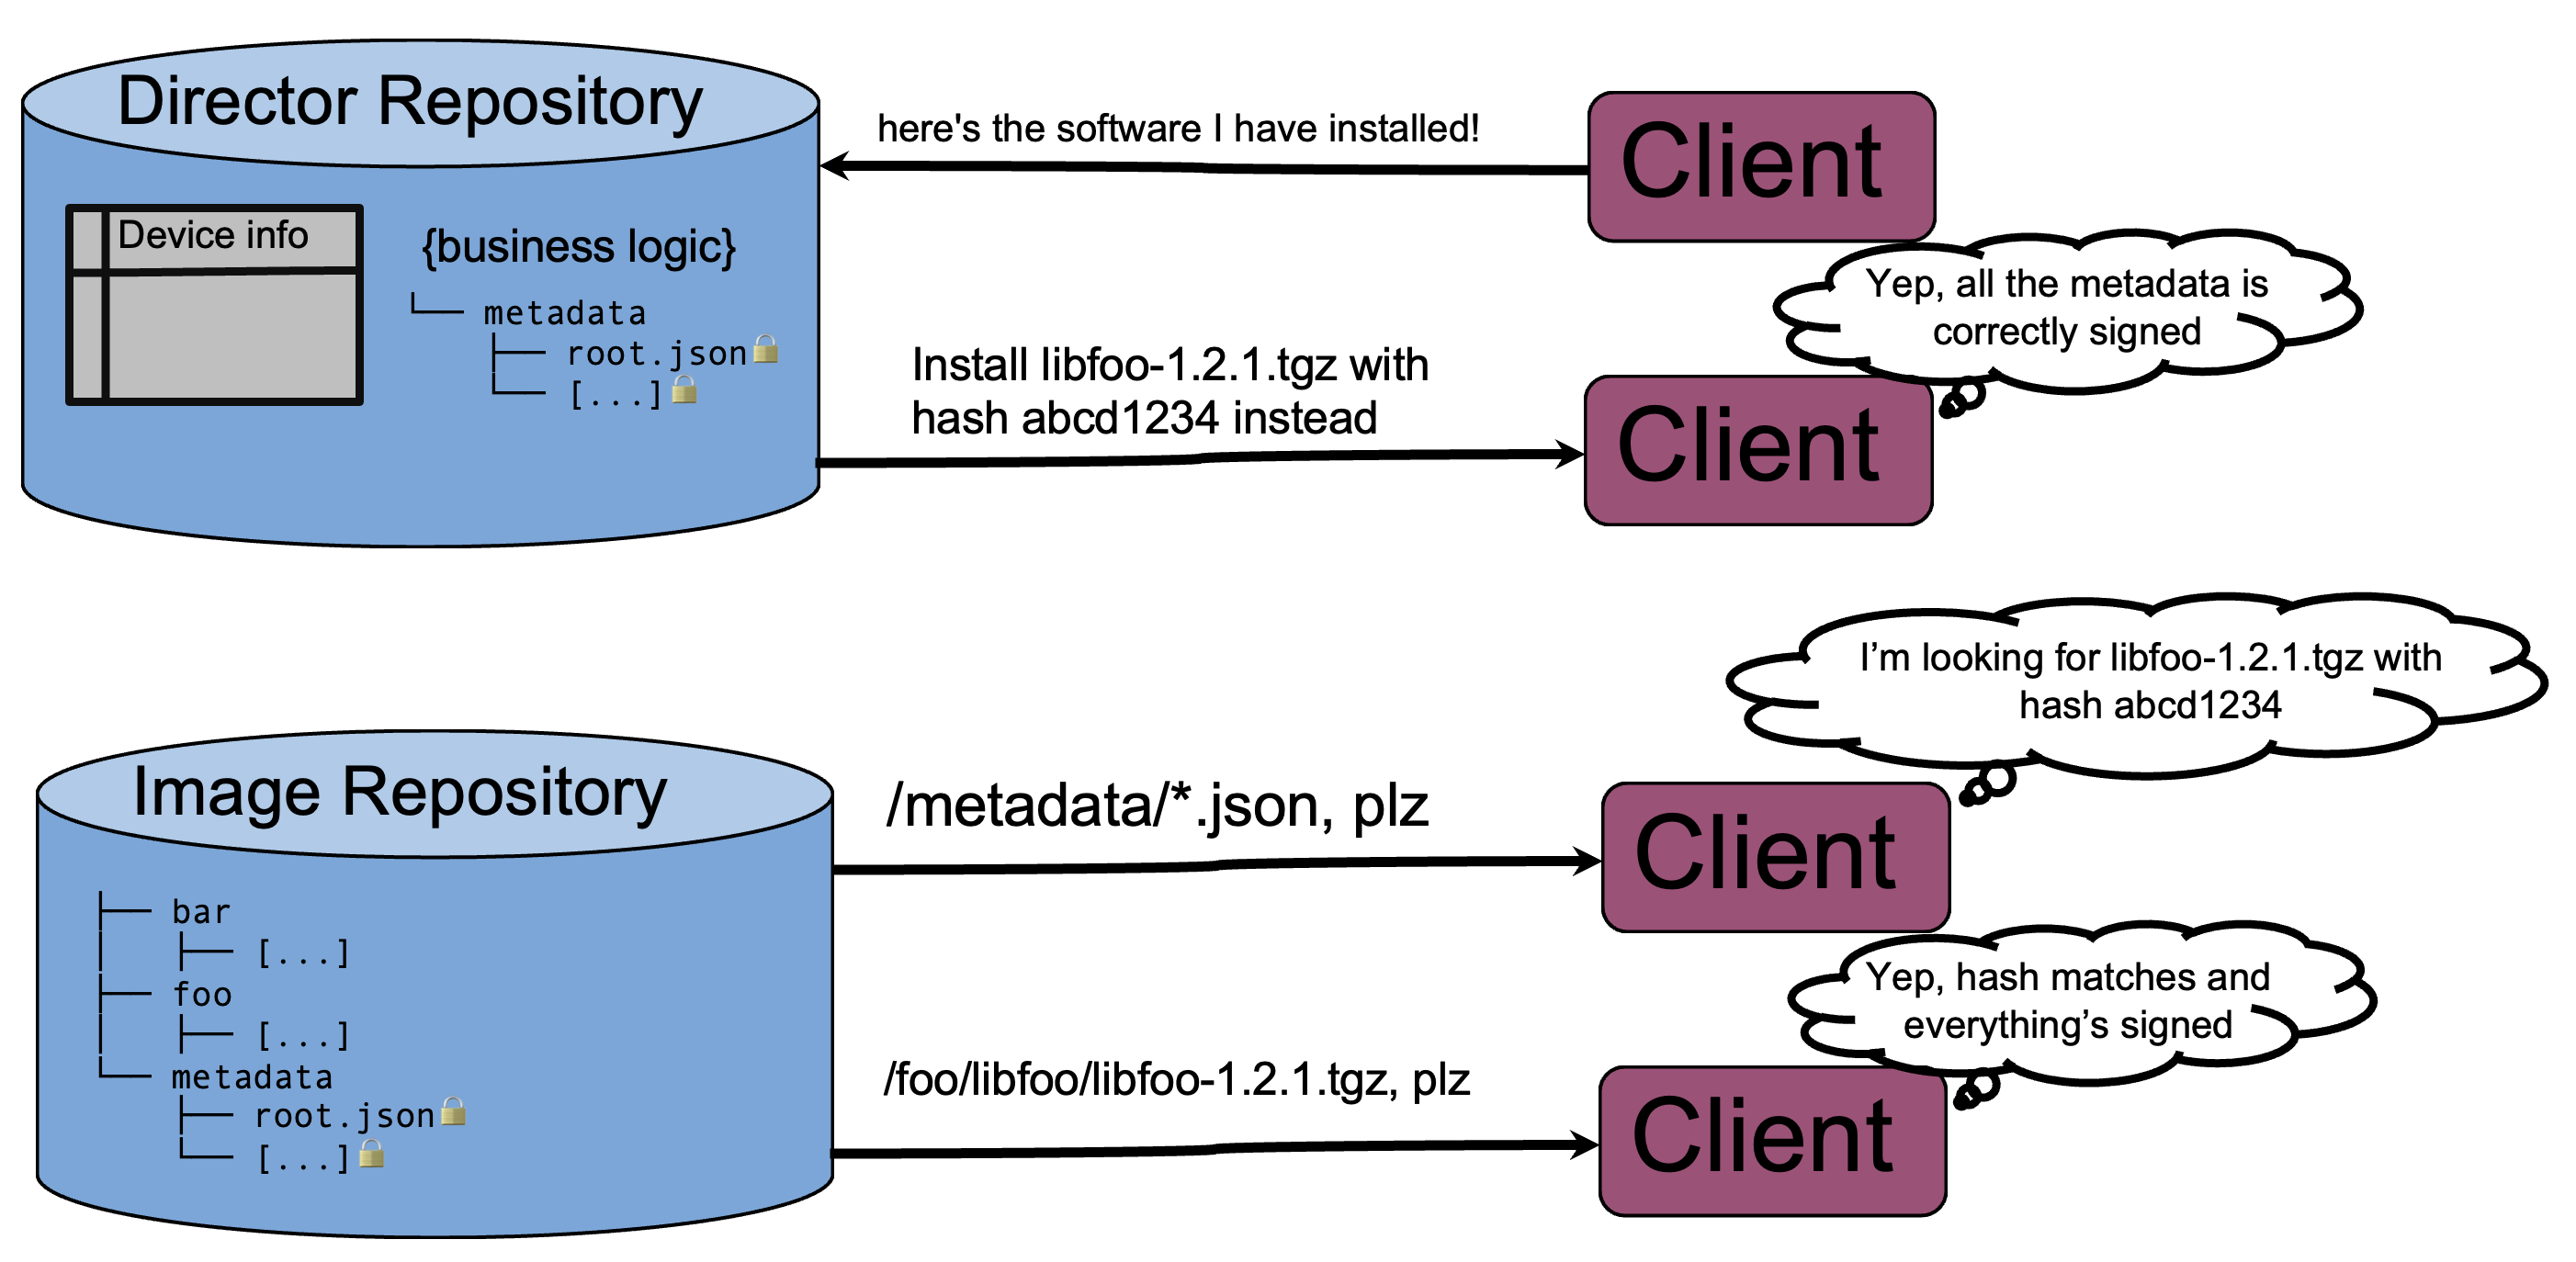 Director Repository
Device info
{business logic}
└── metadata
├── root.json🔒
└── [...]🔒
here's the software I have installed!
Client
Yep, all the metadata is
correctly signed
Install libfoo-1.2.1.tgz with
hash abcd1234 instead
Client
I’m looking for libfoo-1.2.1.tgz with
hash abcd1234
Image Repository
├── bar
│   ├── [...]
├── foo
│   ├── [...]
└── metadata
├── root.json🔒
└── [...]🔒
/metadata/*.json, plz
Client
Yep, hash matches and
everything’s signed
/foo/libfoo/libfoo-1.2.1.tgz, plz
Client